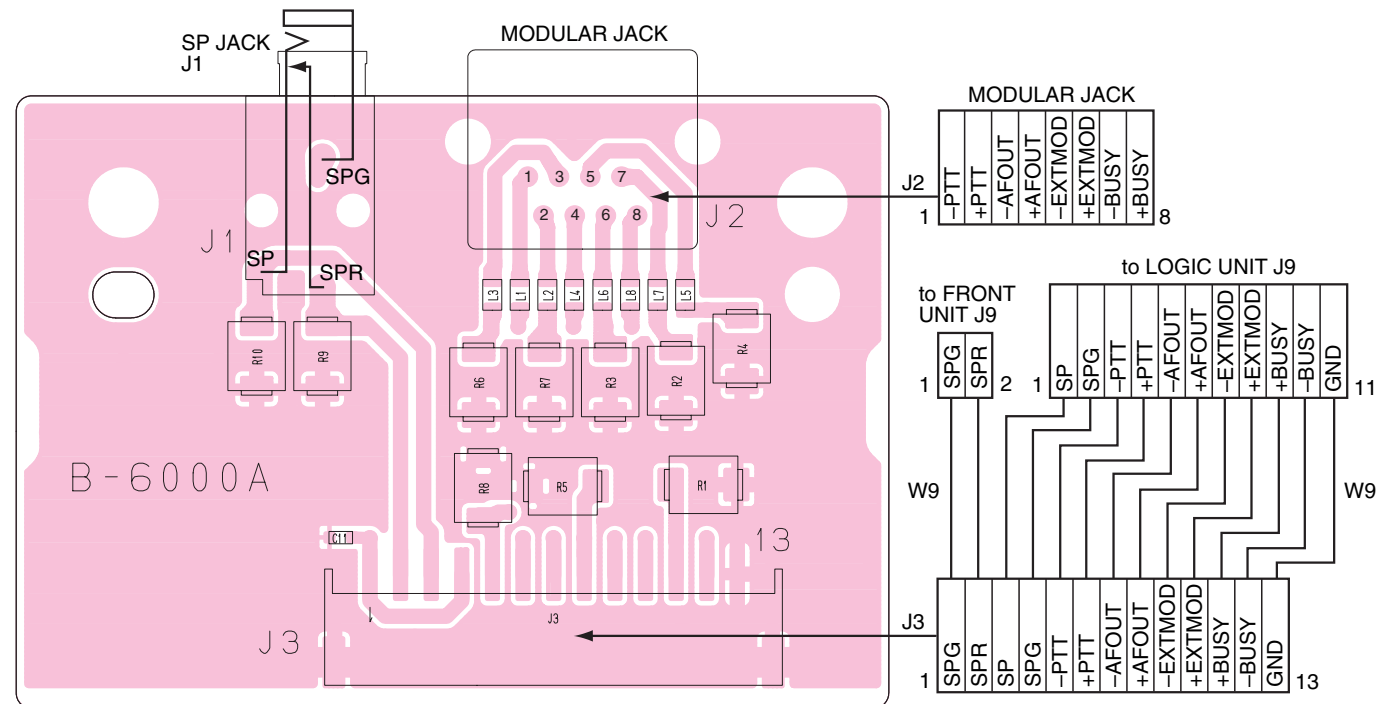 SP JACK
J1
MODULAR JACK
SPG
SP
SPR
J1
J2
1 3 5 7
2 4 6 8
L3 L1 L2 L4 L6 L8 L7 L5
R10 R9 R6 R7 R3 R2 R4
B-6000A
R8 R5 R1
C11
13
1
J3
J3
MODULAR JACK
J2
1 −PTT +PTT −AFOUT +AFOUT −EXTMOD +EXTMOD −BUSY +BUSY 8
to LOGIC UNIT J9
to FRONT
UNIT J9
1 SPG SPR 2
1 SP SPG −PTT +PTT −AFOUT +AFOUT −EXTMOD +EXTMOD +BUSY −BUSY GND 11
W9
W9
J3
1 SPG SPR SP SPG −PTT +PTT −AFOUT +AFOUT −EXTMOD +EXTMOD +BUSY −BUSY GND 13